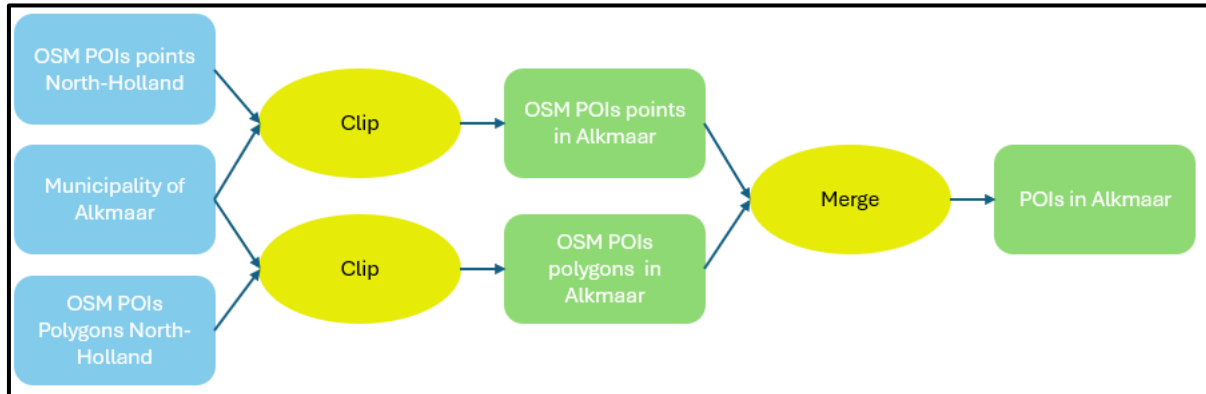 OSM POIs points
North-Holland
Municipality of
Alkmaar
OSM POIs
Polygons North-
Holland
Clip
Clip
OSM POIs points
in Alkmaar
OSM POIs
polygons in
Alkmaar
Merge
POIs in Alkmaar